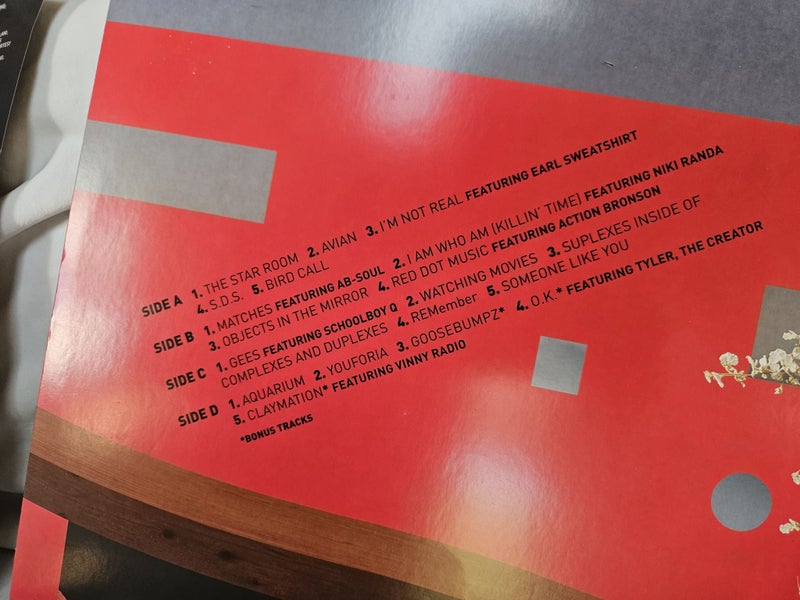 SIDE A 1. THE STAR ROOM 2. AVIAN 3. I'M NOT REAL FEATURING EARL SWEATSHIRT
4. S.D.S. 5. BIRD CALL
SIDE B 1. MATCHES FEATURING AB-SOUL 2. I AM WHO AM (KILLIN' TIME) FEATURING NIKI RANDA
3. OBJECTS IN THE MIRROR 4. RED DOT MUSIC FEATURING ACTION BRONSON
SIDE C 1. GEES FEATURING SCHOOLBOY Q 2. WATCHING MOVIES 3. SUPLEXES INSIDE OF
COMPLEXES AND DUPLEXES 4. REMember 5. SOMEONE LIKE YOU
SIDE D 1. AQUARIUM 2. YOUFORIA 3. GOOSEBUMPZ* 4. O.K.* FEATURING TYLER, THE CREATOR
5. CLAYMATION* FEATURING VINNY RADIO
*BONUS TRACKS